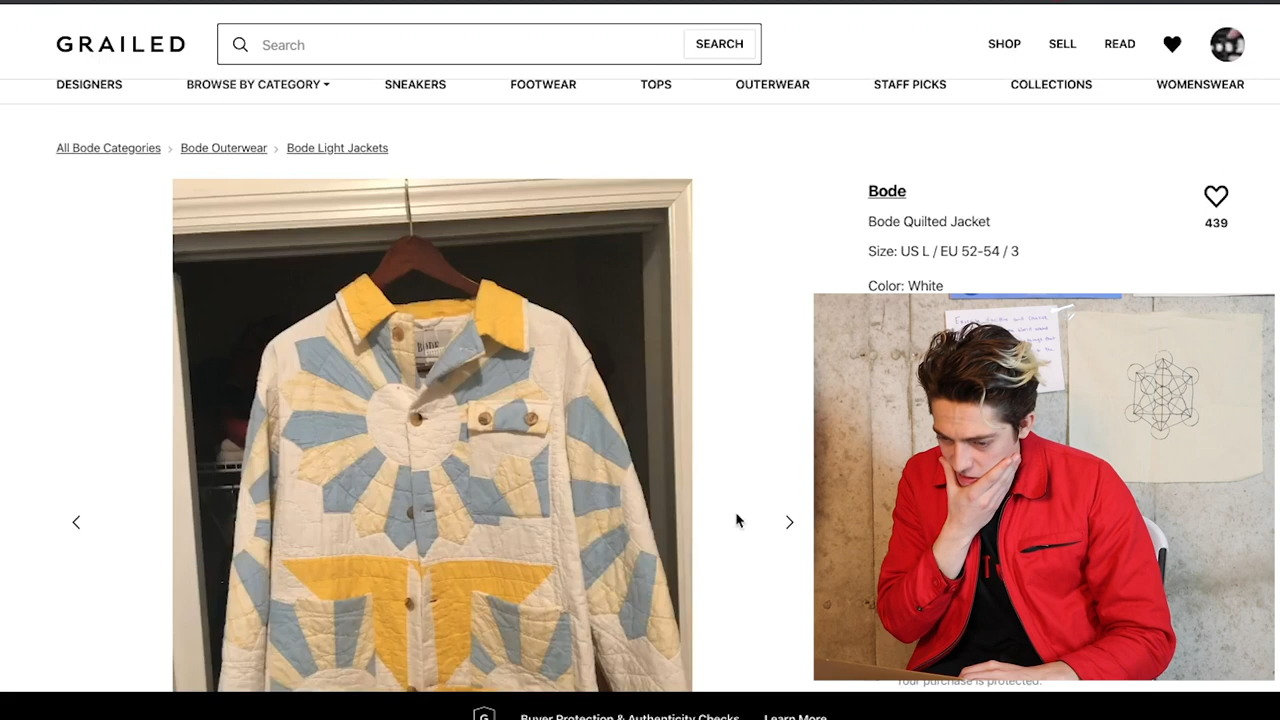 GRAILED
Search
SEARCH
SHOP
SELL
READ
DESIGNERS
BROWSE BY CATEGORY
SNEAKERS
FOOTWEAR
TOPS
OUTERWEAR
STAFF PICKS
COLLECTIONS
WOMENSWEAR
All Bode Categories > Bode Outerwear > Bode Light Jackets
Bode
439
Bode Quilted Jacket
Size: US L / EU 52-54 / 3
Color: White
BODE
Your purchase is protected.
G
Buyer Protection & Authenticity Checks
Learn More